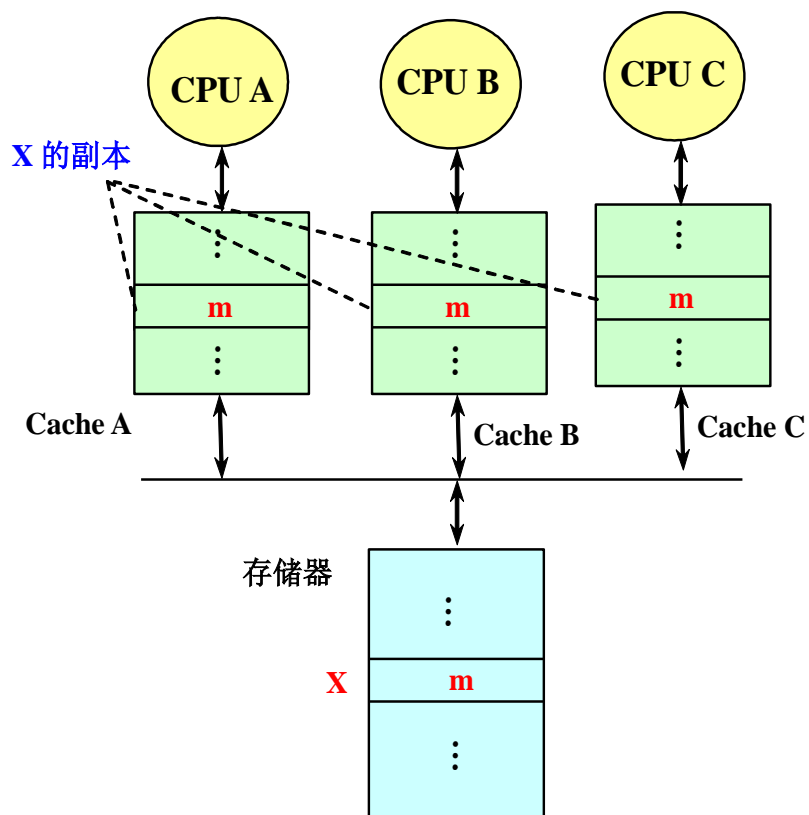 CPU A
CPU B
CPU C
X 的副本
⋮
⋮
⋮
m
m
m
⋮
⋮
⋮
Cache A
Cache B
Cache C
存储器
⋮
X
m
⋮